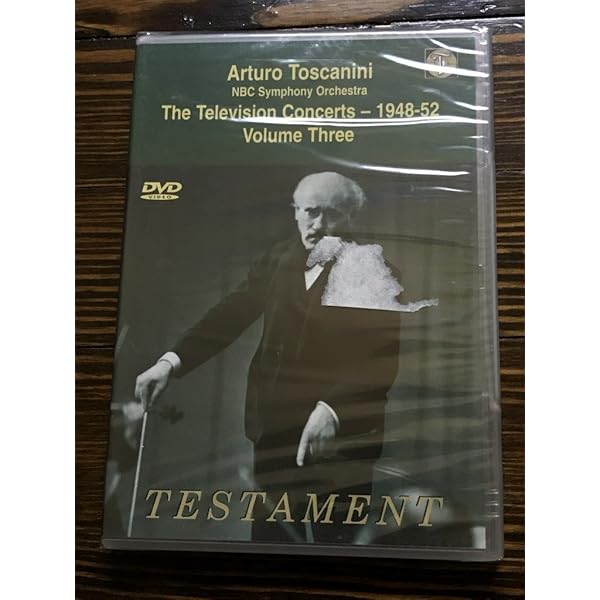 Arturo Toscanini
NBC Symphony Orchestra
The Television Concerts – 1948-52
Volume Three
DVD
VIDEO
TESTAMENT